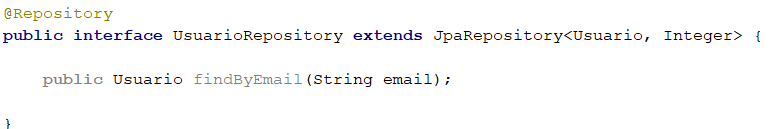 @Repository
public interface UsuarioRepository extends JpaRepository<Usuario, Integer> {
public Usuario findByEmail(String email);
}